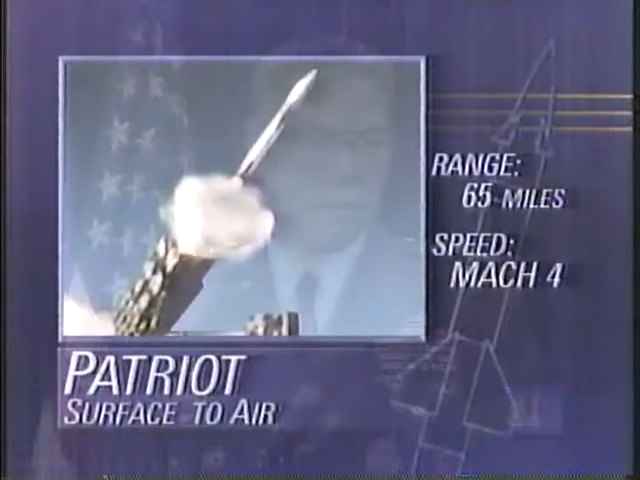 RANGE:
65 MILES
SPEED:
MACH 4
PATRIOT
SURFACE TO AIR